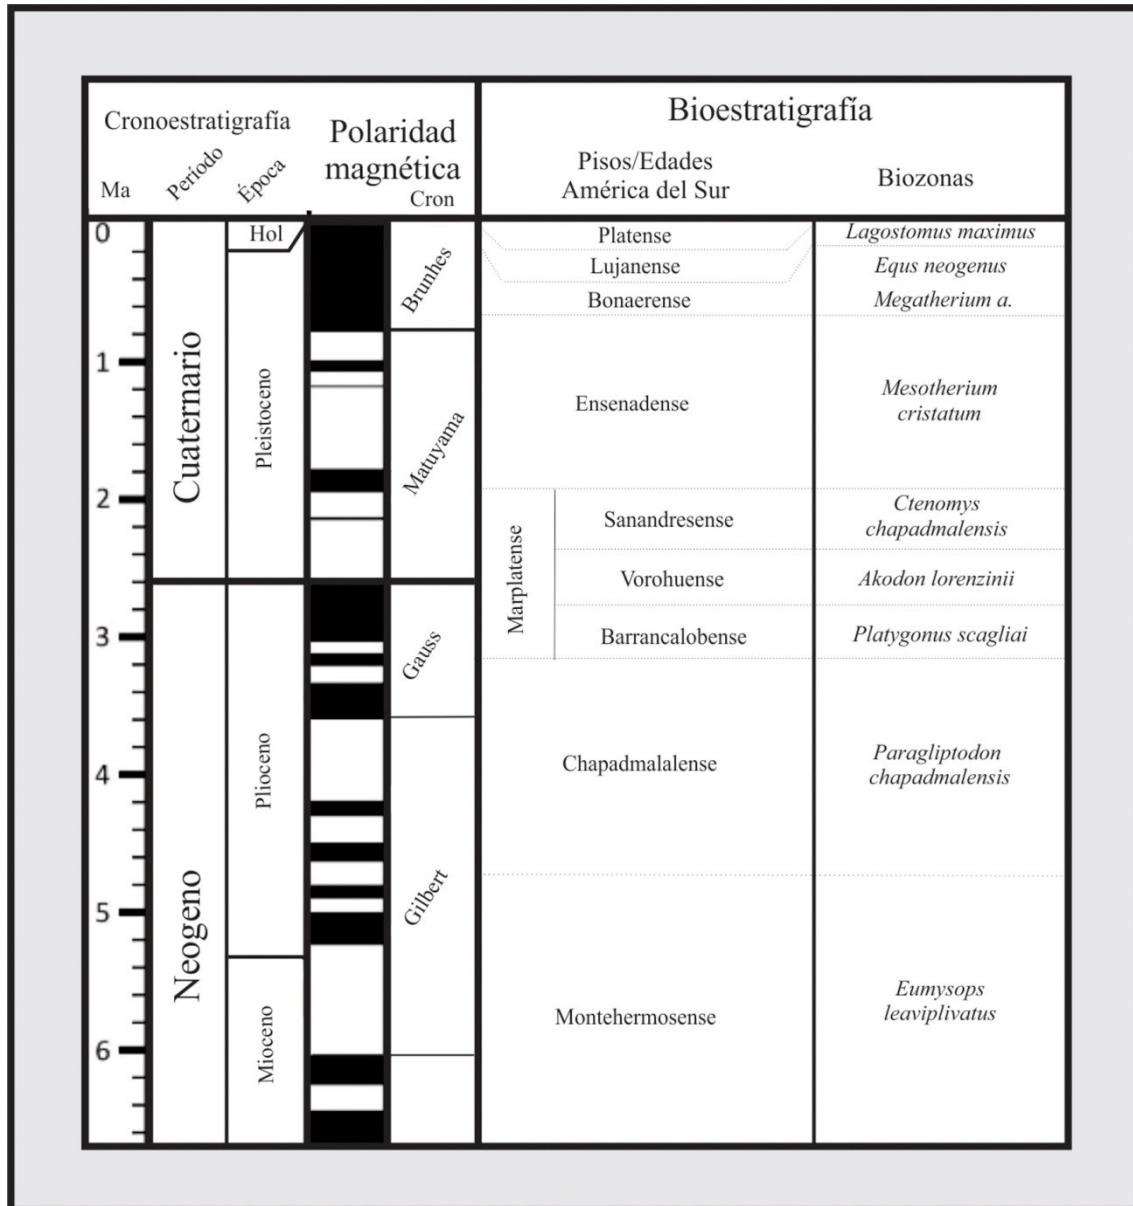 Cronoestratigrafía
Ma
Período
Época
Polaridad
magnética
Cron
Bioestratigrafía
Pisos/Edades
América del Sur
Biozonas
0
1
2
3
4
5
6
Cuaternario
Neogeno
Hol
Pleistoceno
Plioceno
Mioceno
Brunhes
Matuyama
Gauss
Gilbert
Platense
Lujanense
Bonaerense
Ensenadense
Marplatense
Sanandresense
Vorohuense
Barrancalobense
Chapadmalalense
Montehermosense
Lagostomus maximus
Equs neogenus
Megatherium a.
Mesotherium
cristatum
Ctenomys
chapadmalensis
Akodon lorenzinii
Platygonus scagliai
Paragliptodon
chapadmalensis
Eumysops
leaviplivatus